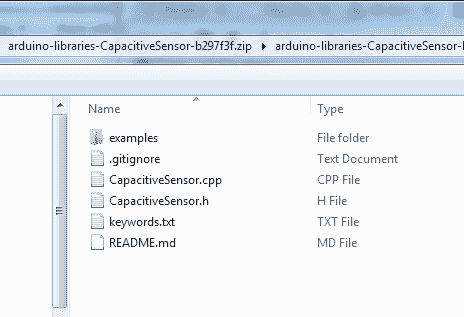 arduino-libraries-CapacitiveSensor-b297f3f.zip arduino-libraries-CapacitiveSensor-
Name Type
examples File folder
.gitignore Text Document
CapacitiveSensor.cpp CPP File
CapacitiveSensor.h H File
keywords.txt TXT File
README.md MD File